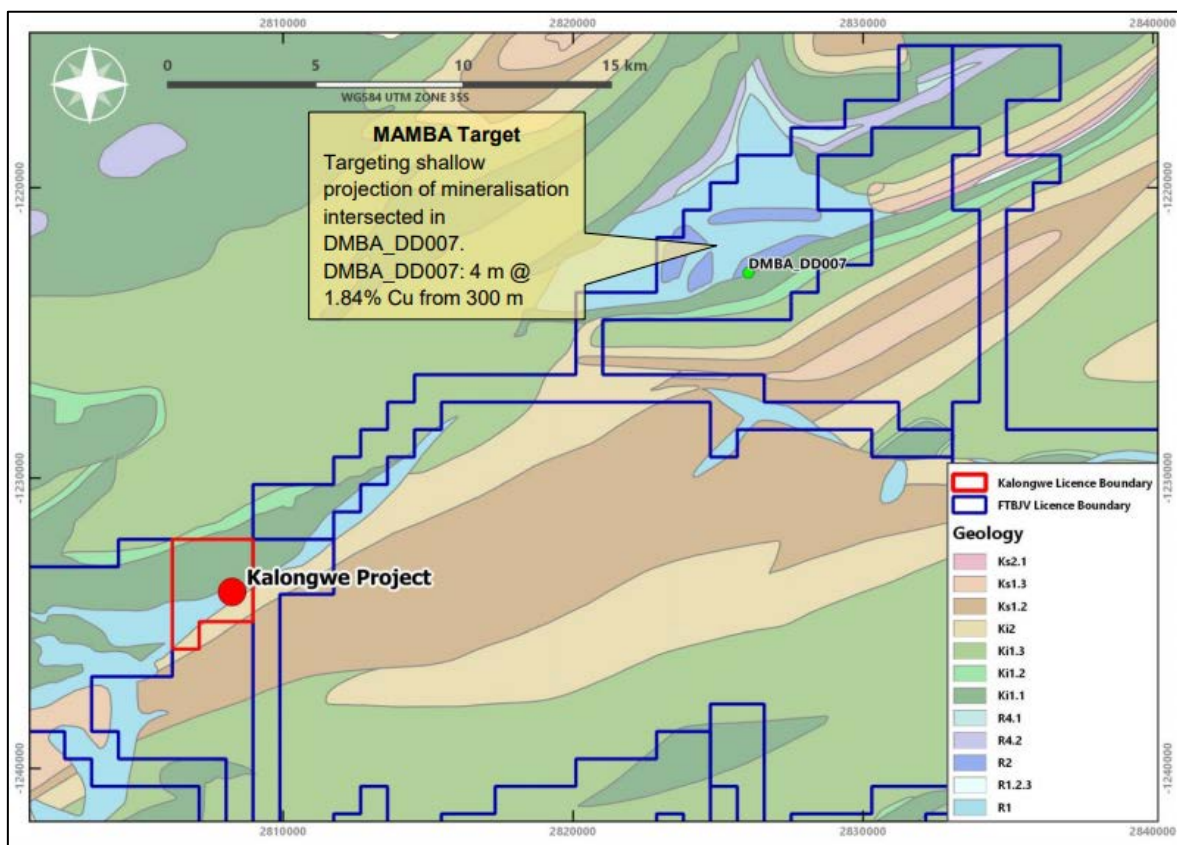 2810000
2820000
2830000
2840000
0
5
10
15 km
WGS84 UTM ZONE 35S
MAMBA Target
Targeting shallow
projection of mineralisation
intersected in
DMBA_DD007.
DMBA_DD007: 4 m @
1.84% Cu from 300 m
-1220000
-1220000
DMBA_DD007
-1230000
-1230000
Kalongwe Project
Kalongwe Licence Boundary
FTBJV Licence Boundary
Geology
Ks2.1
Ks1.3
Ks1.2
Ki2
Ki1.3
Ki1.2
Ki1.1
R4.1
R4.2
R2
R1.2.3
R1
-1240000
-1240000
2810000
2820000
2830000
2840000